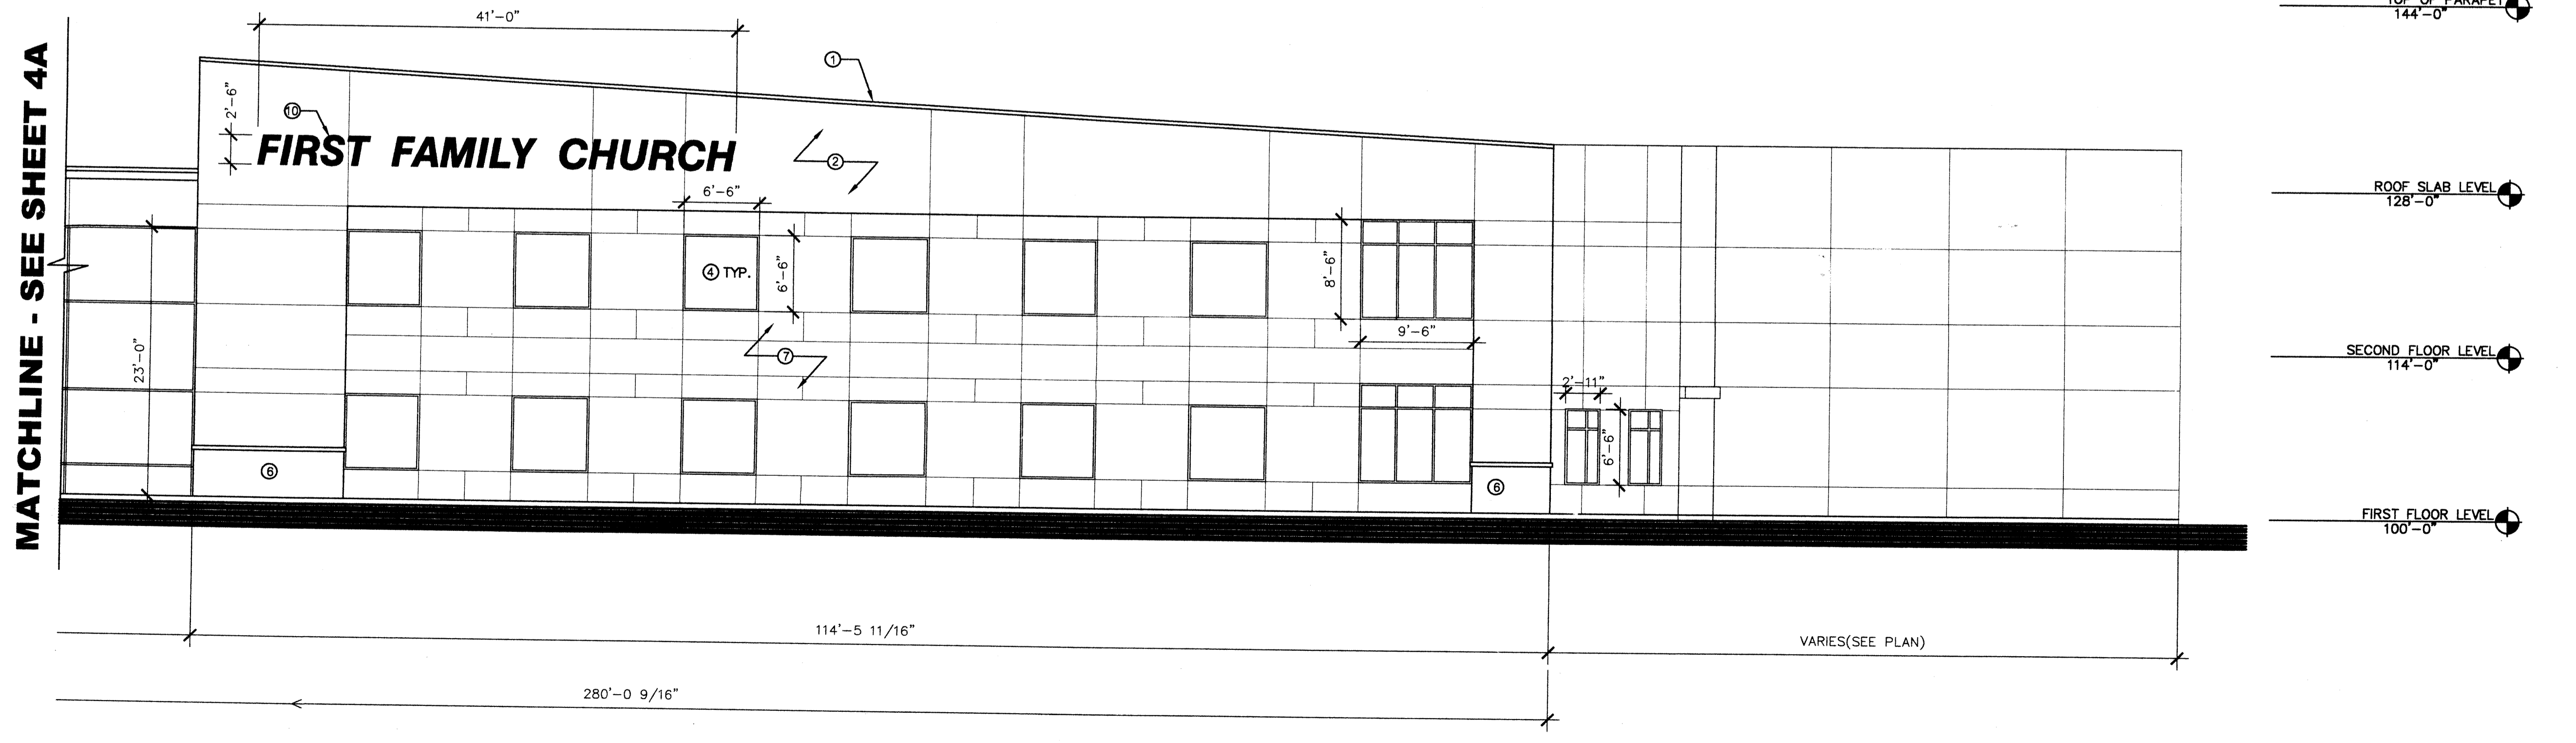 41'-0"
TOP OF PARAPET
144'-0"
1
MATCHLINE - SEE SHEET 4A
2'-6"
10
FIRST FAMILY CHURCH
2
6'-6"
ROOF SLAB LEVEL
128'-0"
4 TYP.
6'-6"
8'-6"
9'-6"
23'-0"
7
SECOND FLOOR LEVEL
114'-0"
2'-11"
6'-6"
6
6
FIRST FLOOR LEVEL
100'-0"
114'-5 11/16"
VARIES(SEE PLAN)
280'-0 9/16"